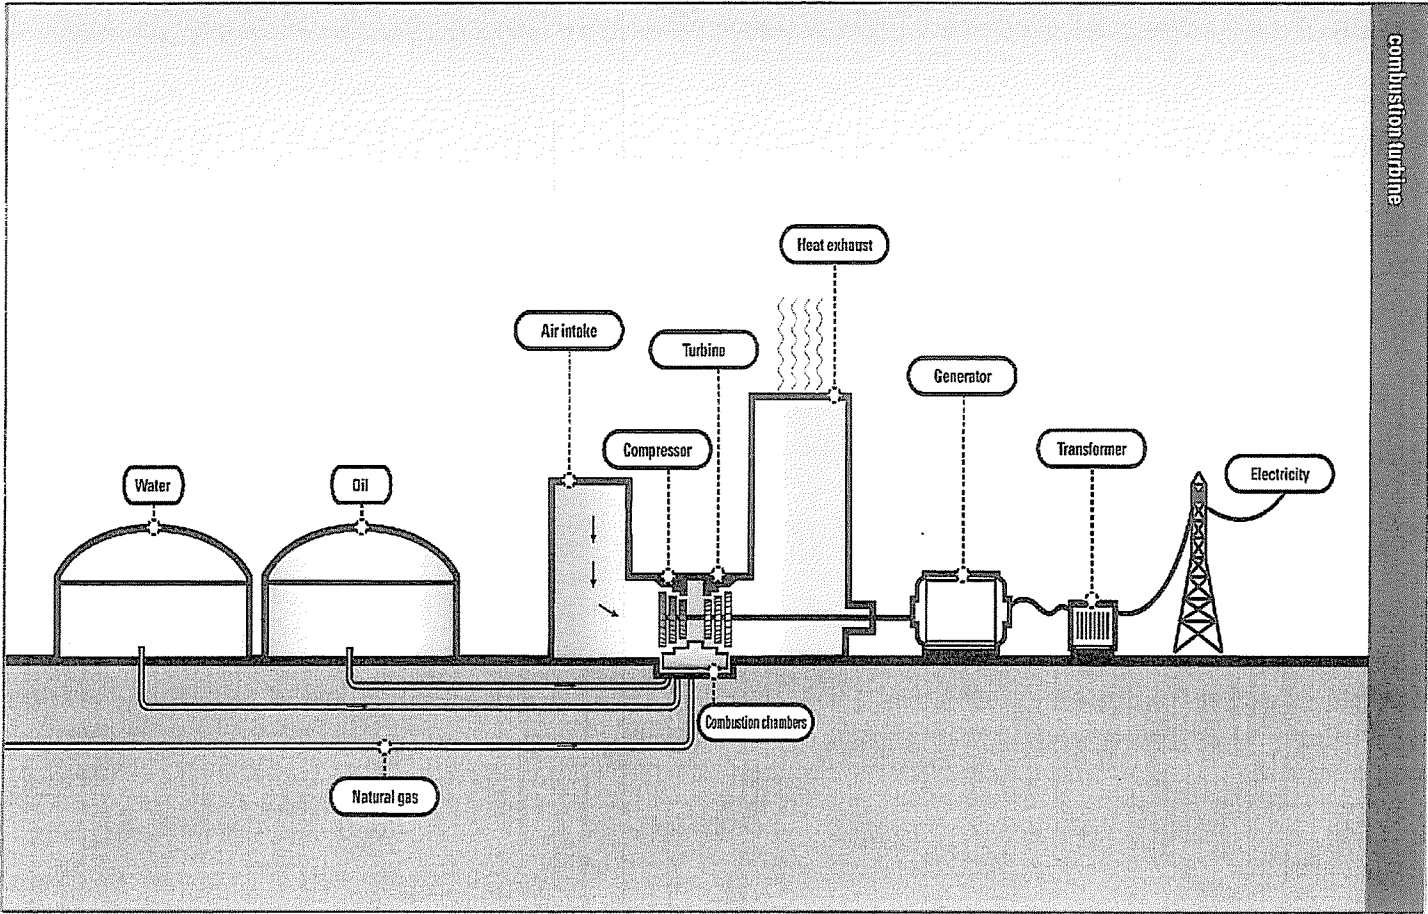 combustion turbine
Heat exhaust
Air intake
Turbine
Generator
Compressor
Transformer
Water
Oil
Electricity
Combustion chambers
Natural gas